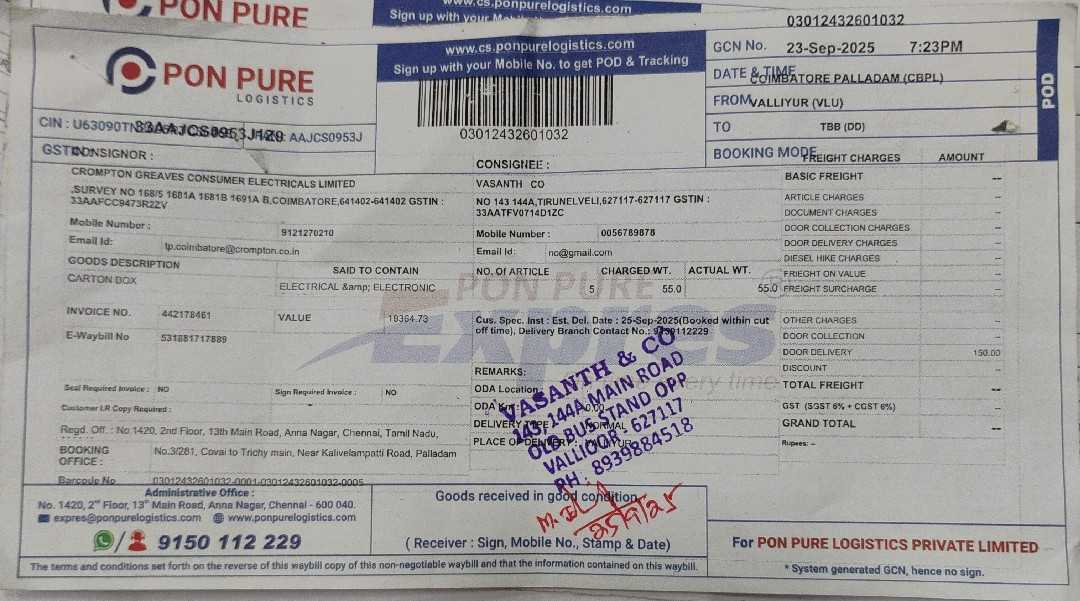 PON PURE
www.cs.ponpurelogistics.com
Sign up with your
03012432601032
PON PURE
LOGISTICS
www.cs.ponpurelogistics.com
Sign up with your Mobile No. to get POD & Tracking
03012432601032
GCN No. 23-Sep-2025 7:23PM
DATE & TIME COIMBATORE PALLADAM (CBPL)
FROM VALLIYUR (VLU)
TO TBB (DD)
BOOKING MODE
POD
CIN : U63090TN
33AAJCS0953J1Z0
AAJCS0953J
CONSIGNOR :
CROMPTON GREAVES CONSUMER ELECTRICALS LIMITED
,SURVEY NO 168/5 1681A 1681B 1691A B,COIMBATORE,641402-641402 GSTIN :
33AAFCC9473R2ZV
Mobile Number : 9121270210
Email Id: tp.coimbatore@crompton.co.in
CONSIGNEE :
VASANTH CO
NO 143 144A,TIRUNELVELI,627117-627117 GSTIN :
33AATFV0714D1ZC
Mobile Number : 0056789878
Email Id: no@gmail.com
GOODS DESCRIPTION SAID TO CONTAIN NO. OF ARTICLE CHARGED WT. ACTUAL WT.
CARTON BOX ELECTRICAL &amp; ELECTRONIC 5 55.0 55.0
PON PURE
Express
INVOICE NO. 442178461 VALUE 19364.73
E-Waybill No 531881717889
Cus. Spec. Inst : Est. Del. Date : 25-Sep-2025(Booked within cut
off time), Delivery Branch Contact No.:
REMARKS:
ODA Location
ODA
DELIVERY TYPE NORMAL
PLACE OF DELIVERY :
Seal Required Invoice : NO Sign Required Invoice : NO
Customer LR Copy Required :
Regd. Off. : No.1420, 2nd Floor, 13th Main Road, Anna Nagar, Chennai, Tamil Nadu,
BOOKING OFFICE : No.3/281, Covai to Trichy main, Near Kalivelampatti Road, Palladam
Barcode No 03012432601032-0001-03012432601032-0005
VASANTH & CO
143, 144A, MAIN ROAD
OLD BUS STAND OPP
VALLIOOR - 627117
PH : 8939884518
FREIGHT CHARGES AMOUNT
BASIC FREIGHT --
ARTICLE CHARGES --
DOCUMENT CHARGES --
DOOR COLLECTION CHARGES --
DOOR DELIVERY CHARGES --
DIESEL HIKE CHARGES --
FRIEGHT ON VALUE --
FREIGHT SURCHARGE --
OTHER CHARGES --
DOOR COLLECTION --
DOOR DELIVERY 150.00
DISCOUNT --
TOTAL FREIGHT --
GST (SGST 6% + CGST 6%) --
GRAND TOTAL --
Rupees: --
Administrative Office :
No. 1420, 2nd Floor, 13th Main Road, Anna Nagar, Chennai - 600 040.
expres@ponpurelogistics.com www.ponpurelogistics.com
9150 112 229
Goods received in good condition
25/9/25
( Receiver : Sign, Mobile No., Stamp & Date)
For PON PURE LOGISTICS PRIVATE LIMITED
* System generated GCN, hence no sign.
The terms and conditions set forth on the reverse of this waybill copy of this non-negotiable waybill and that the information contained on this waybill.